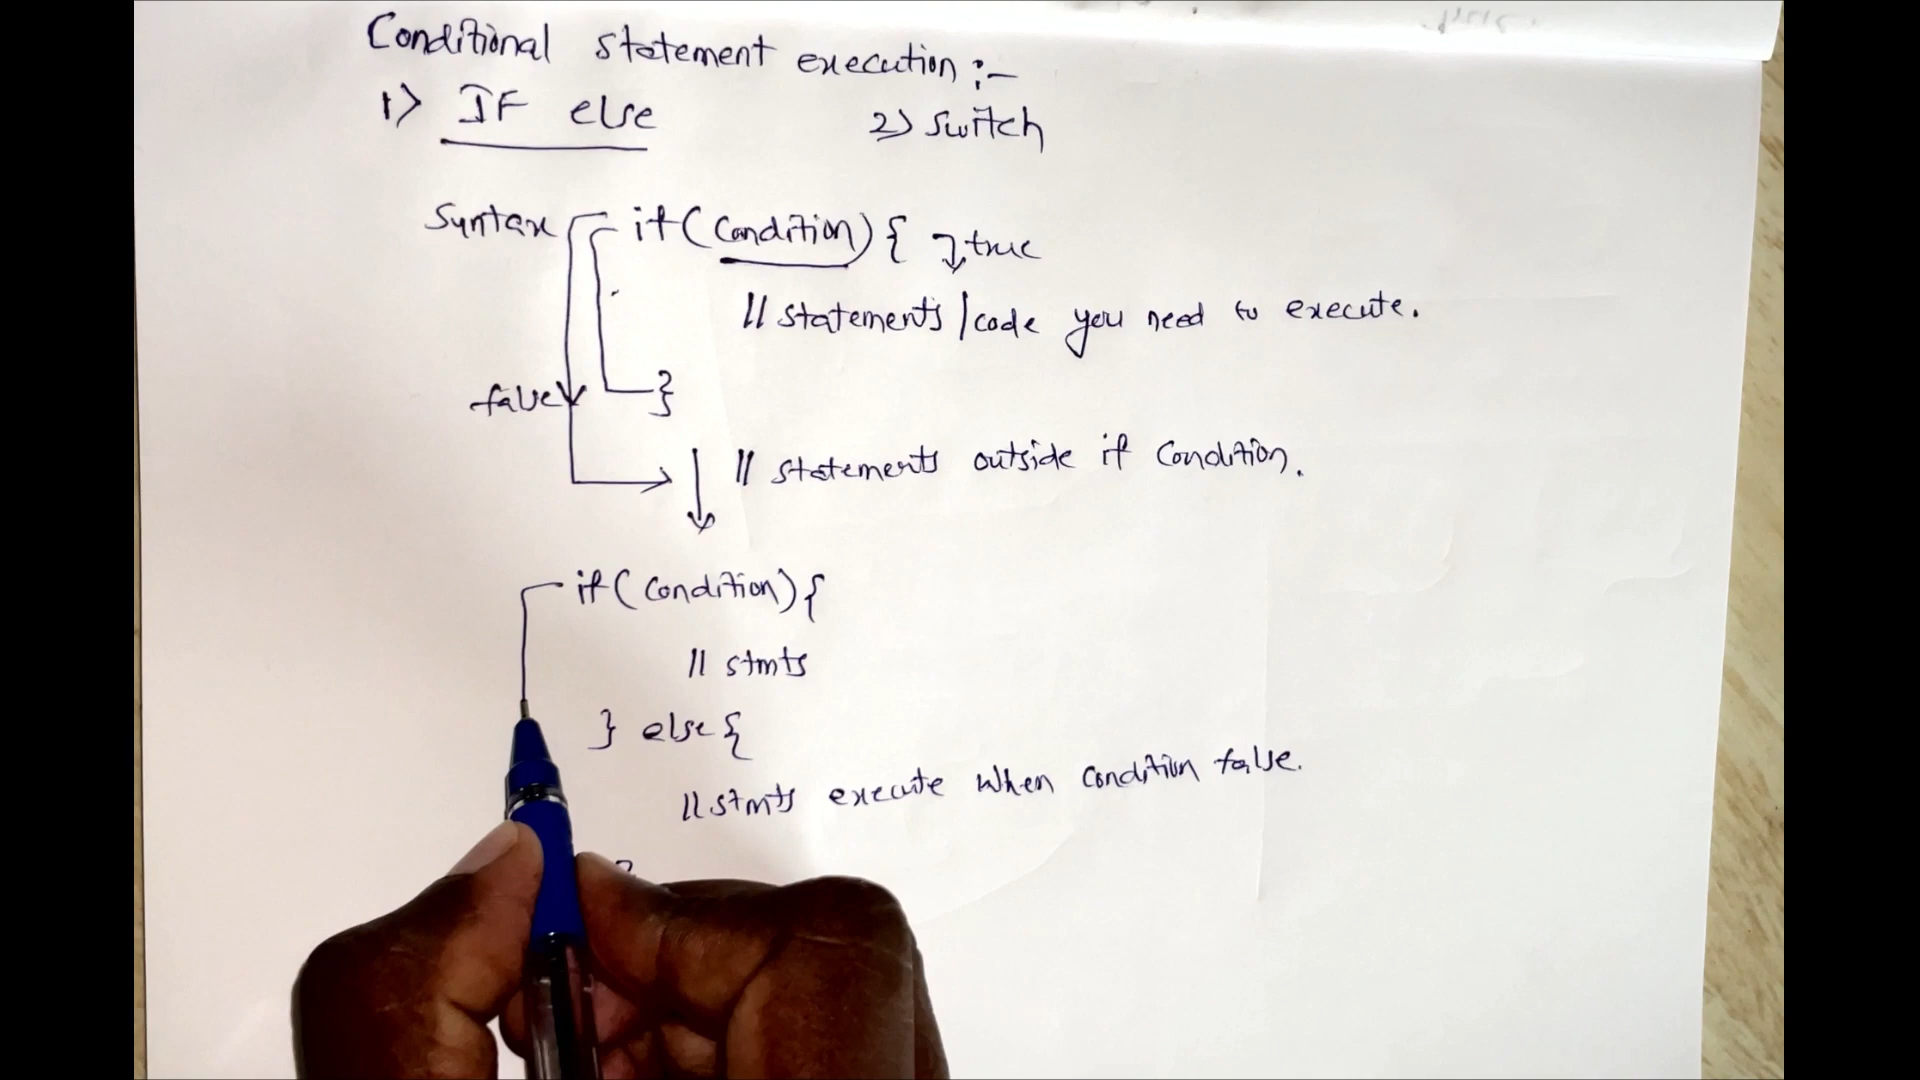 Conditional statement execution :-
1) IF else 2) Switch
Syntax if (Condition) { true
// statements / code you need to execute.
false }
// statements outside if Condition.
if (Condition) {
// stmts
} else {
// stmts execute when condition false.